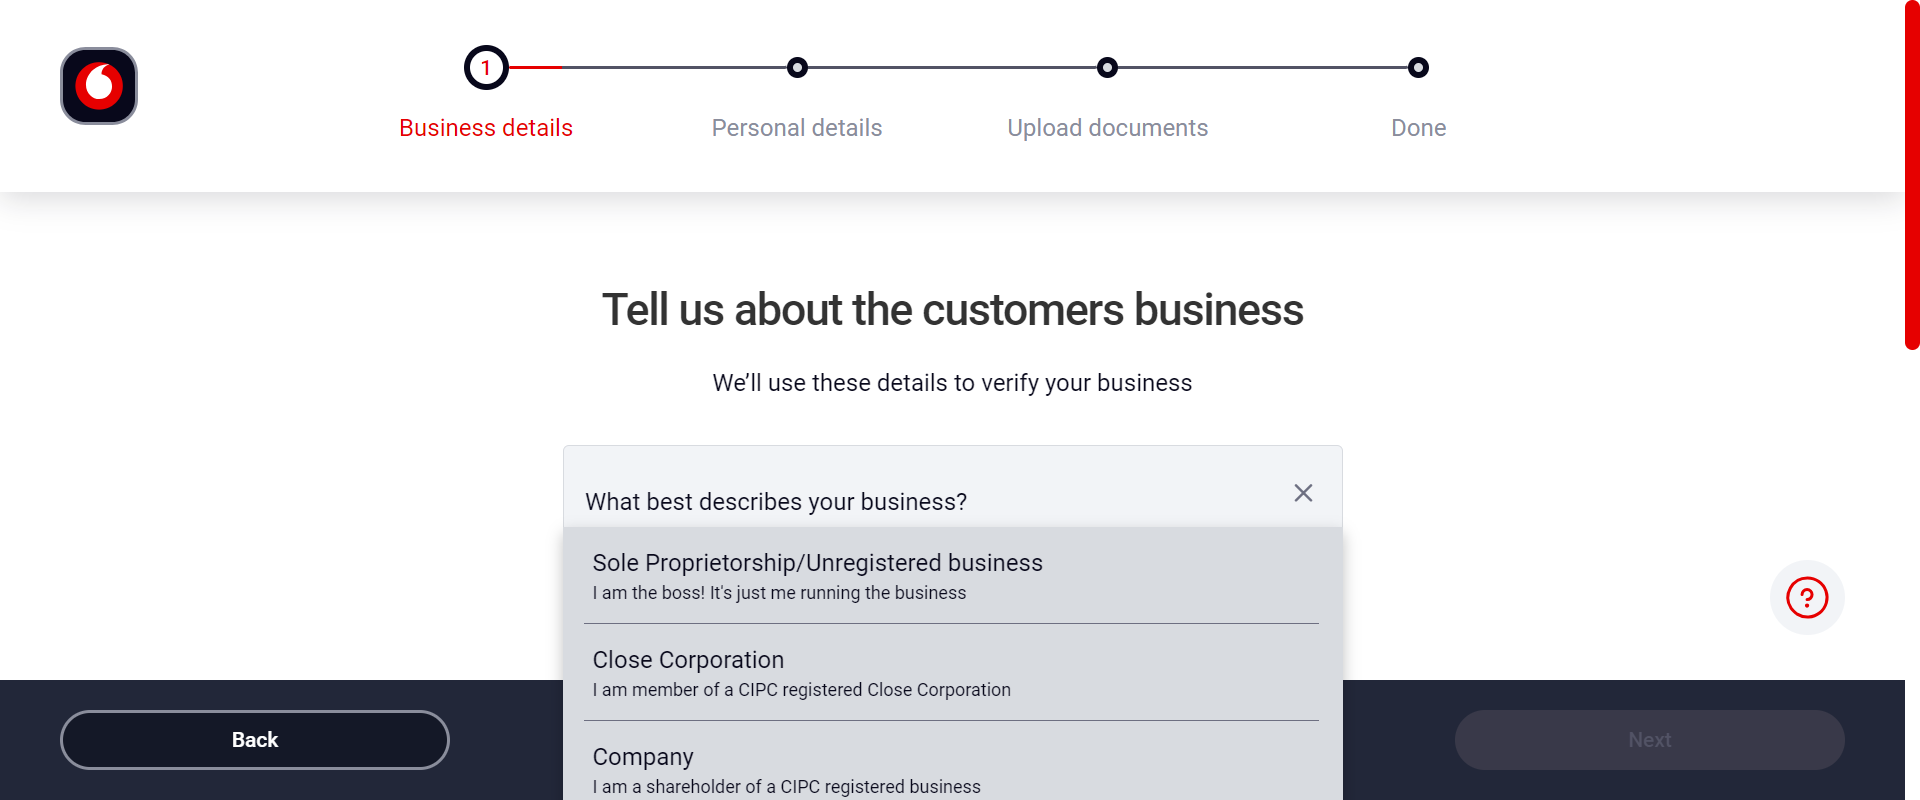 1
Business details
Personal details
Upload documents
Done
Tell us about the customers business
We’ll use these details to verify your business
What best describes your business?
Sole Proprietorship/Unregistered business
I am the boss! It's just me running the business
Close Corporation
I am member of a CIPC registered Close Corporation
Company
I am a shareholder of a CIPC registered business
?
Back
Next